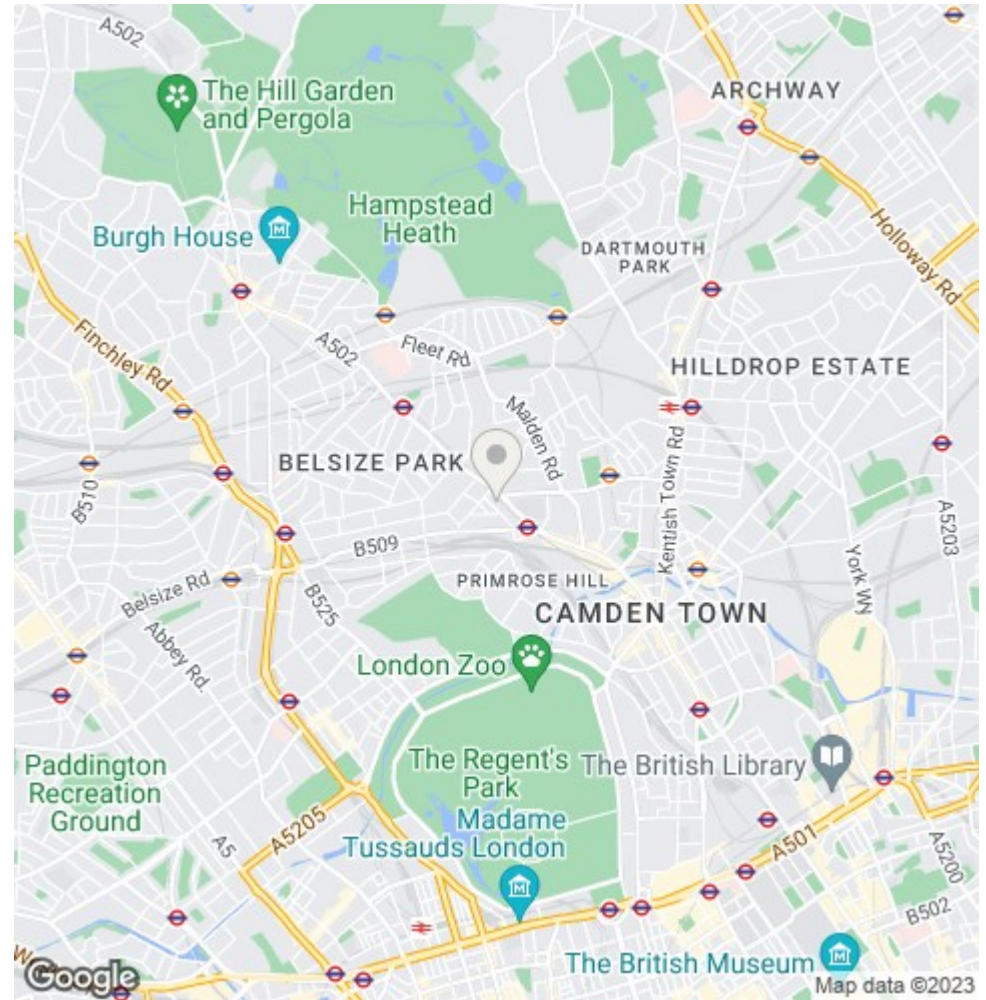 A502
The Hill Garden
and Pergola
ARCHWAY
Hampstead
Heath
Burgh House
DARTMOUTH
PARK
Holloway Rd
Finchley Rd
A502
Fleet Rd
HILLDROP ESTATE
Malden Rd
Kentish Town Rd
BELSIZE PARK
B510
A5203
B509
York Wy
Belsize Rd
B525
PRIMROSE HILL
CAMDEN TOWN
Abbey Rd.
London Zoo
The Regent's
Park
The British Library
Paddington
Recreation
Ground
Madame
Tussauds London
A5205
A5
A501
A5200
B502
W
The British Museum
Google
Map data ©2023